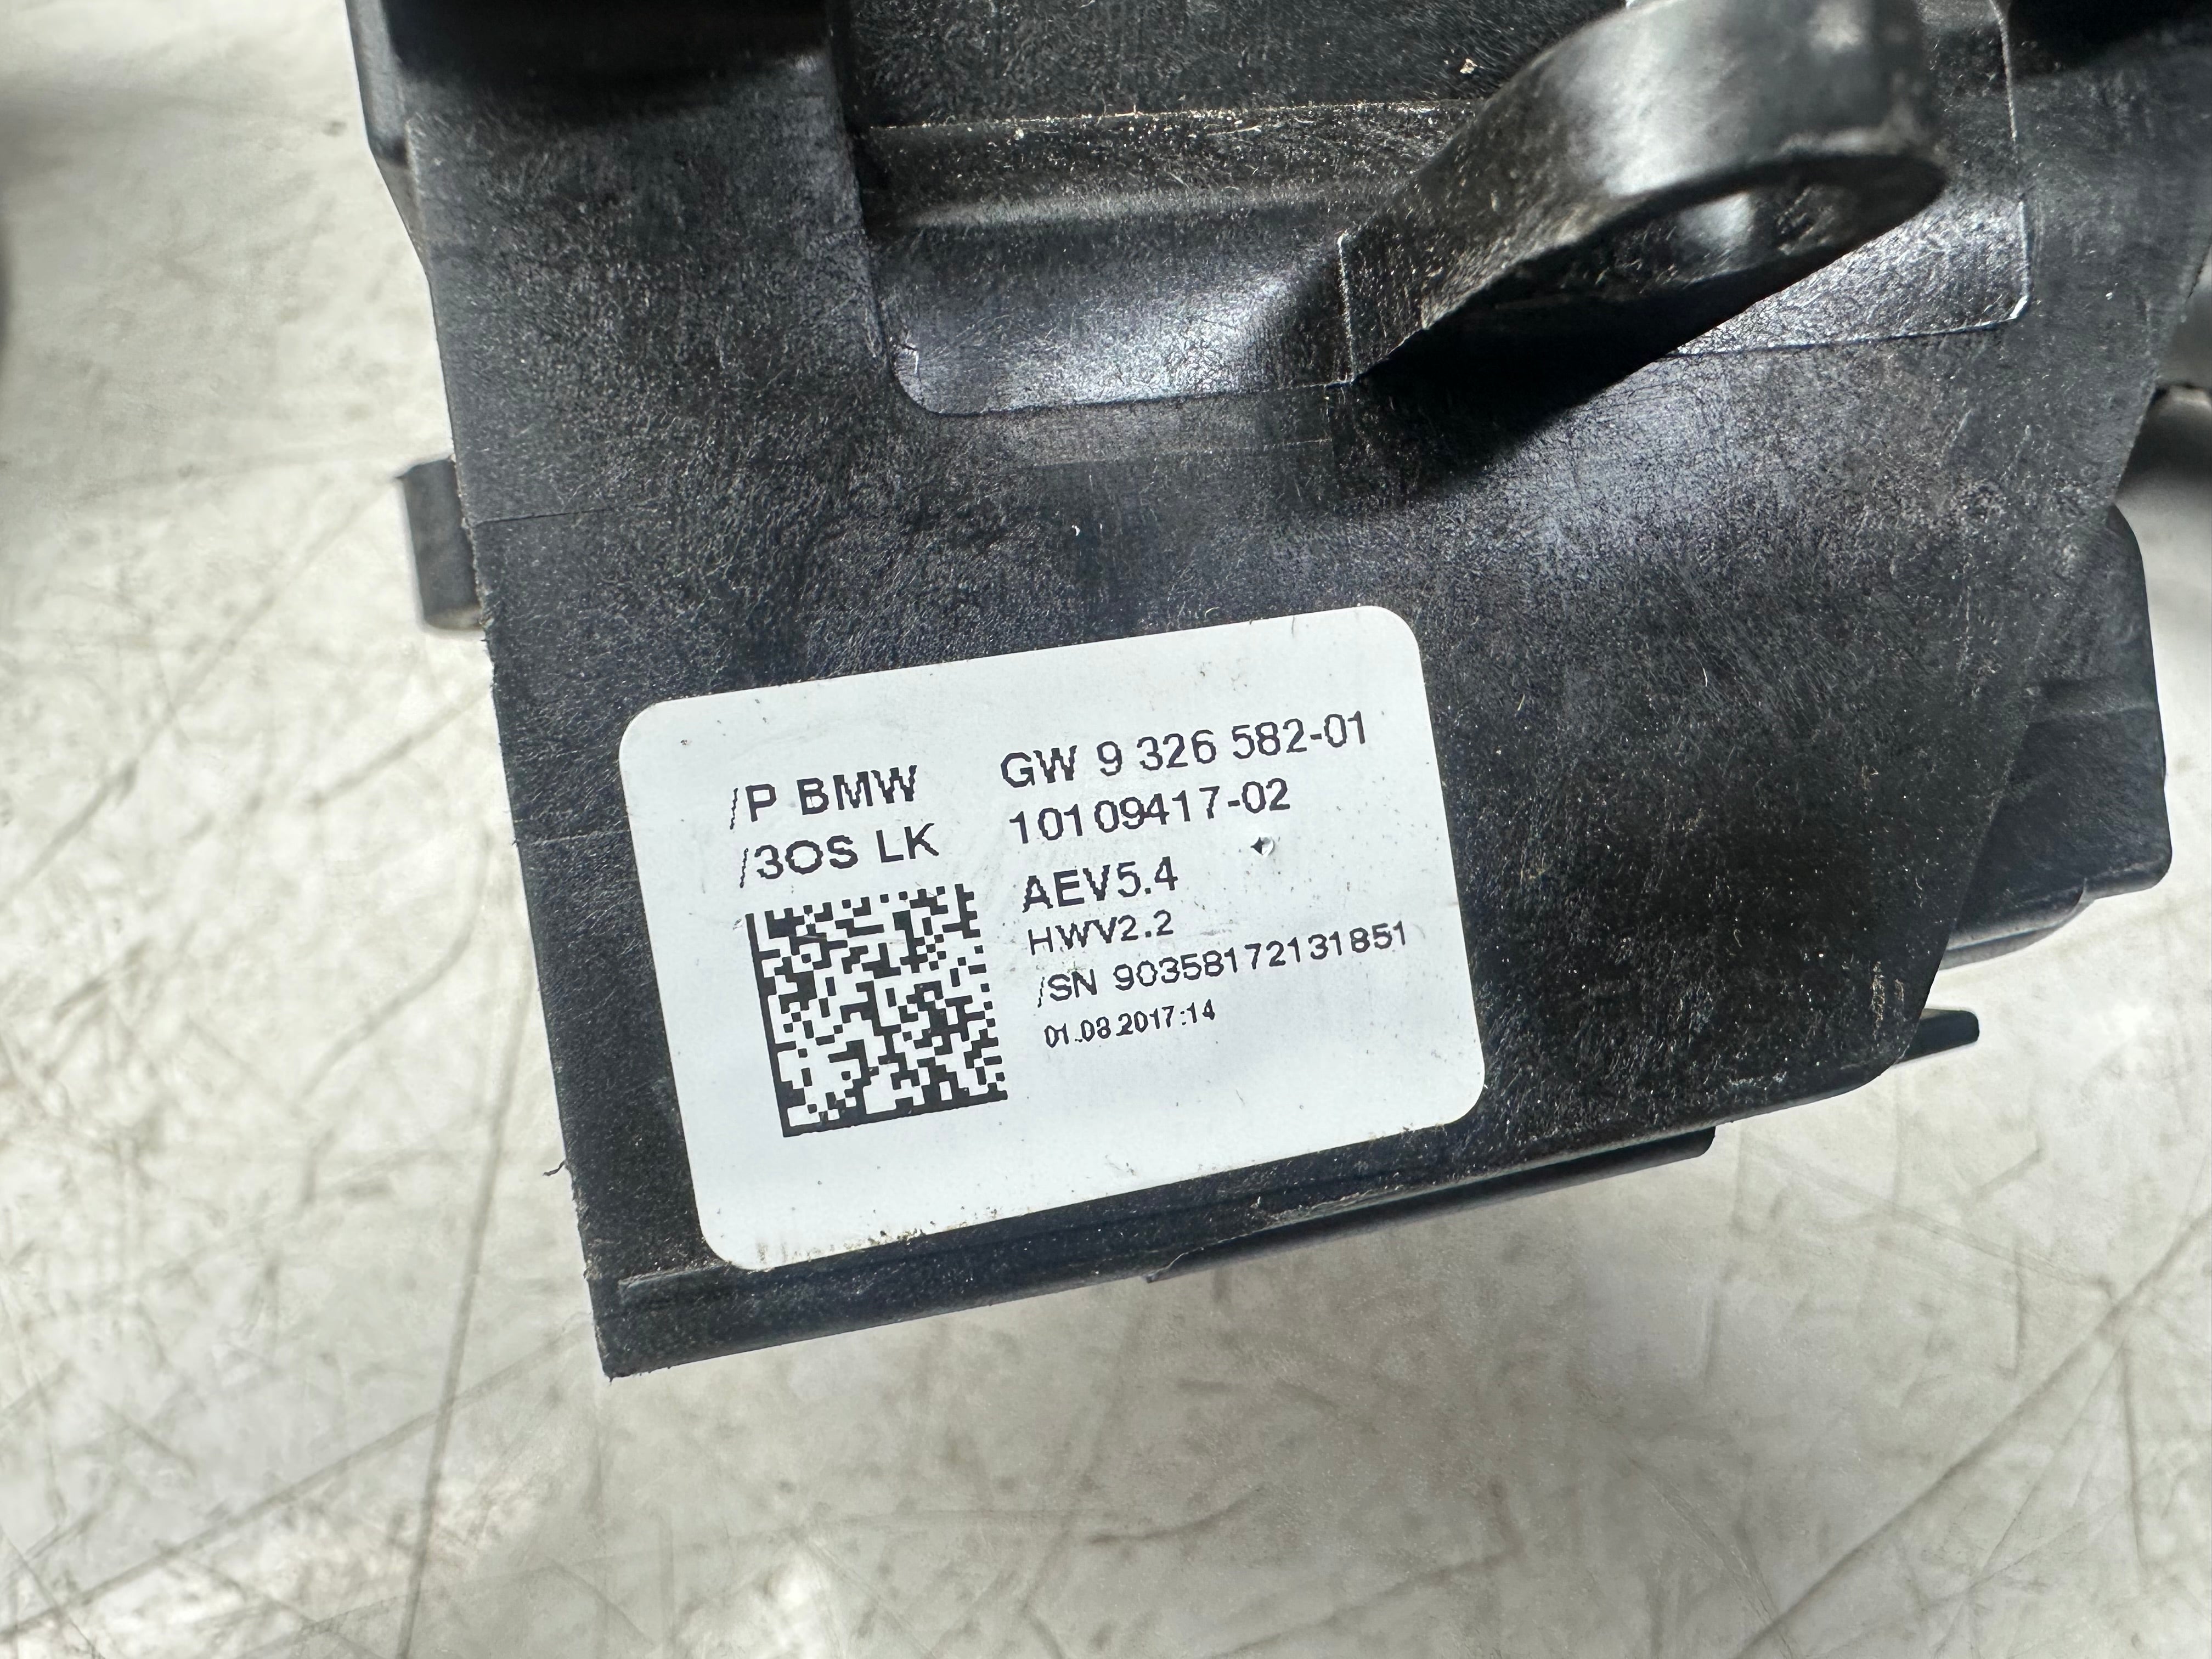 /P BMW GW 9 326 582-01
/3OS LK 10109417-02
AEV5.4
HWV2.2
/SN 90358172131851
01.08.2017:14